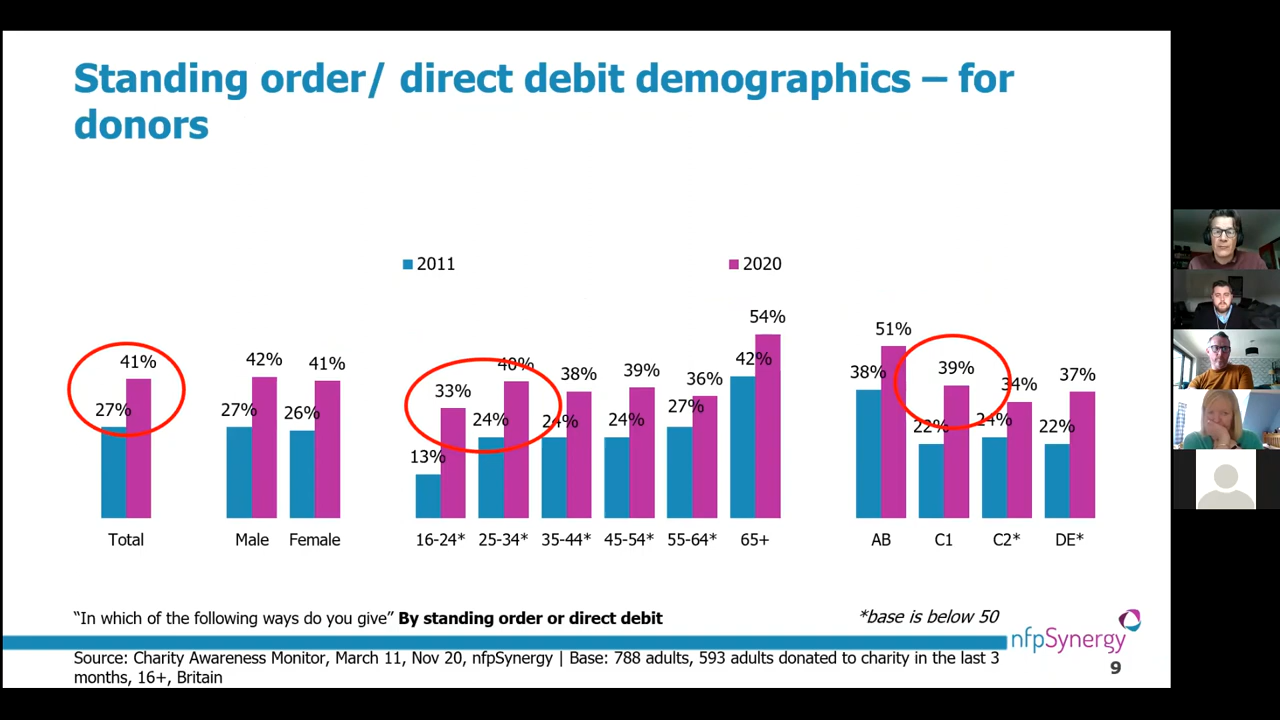 Standing order/ direct debit demographics – for
donors
2011
2020
27%
41%
27%
42%
26%
41%
13%
33%
24%
40%
24%
38%
24%
39%
27%
36%
42%
54%
38%
51%
22%
39%
24%
34%
22%
37%
Total
Male
Female
16-24*
25-34*
35-44*
45-54*
55-64*
65+
AB
C1
C2*
DE*
“In which of the following ways do you give” By standing order or direct debit
*base is below 50
nfpSynergy
Source: Charity Awareness Monitor, March 11, Nov 20, nfpSynergy | Base: 788 adults, 593 adults donated to charity in the last 3
months, 16+, Britain
9